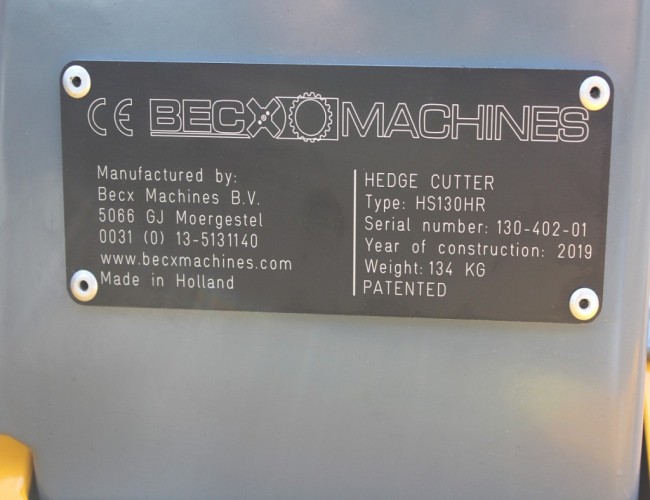 CE BECX MACHINES
Manufactured by:
Becx Machines B.V.
5066 GJ Moergestel
0031 (0) 13-5131140
www.becxmachines.com
Made in Holland
HEDGE CUTTER
Type: HS130HR
Serial number: 130-402-01
Year of construction: 2019
Weight: 134 KG
PATENTED